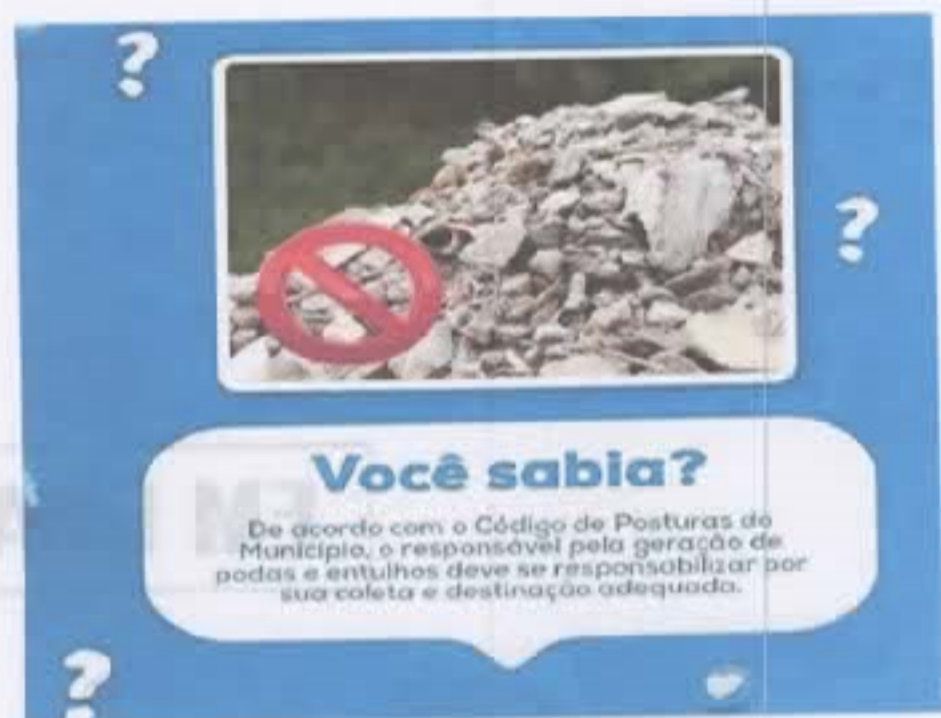 ?
?
Você sabia?
De acordo com o Código de Posturas do
Município, o responsável pela geração de
podas e entulhos deve se responsabilizar por
sua coleta e destinação adequada.
?